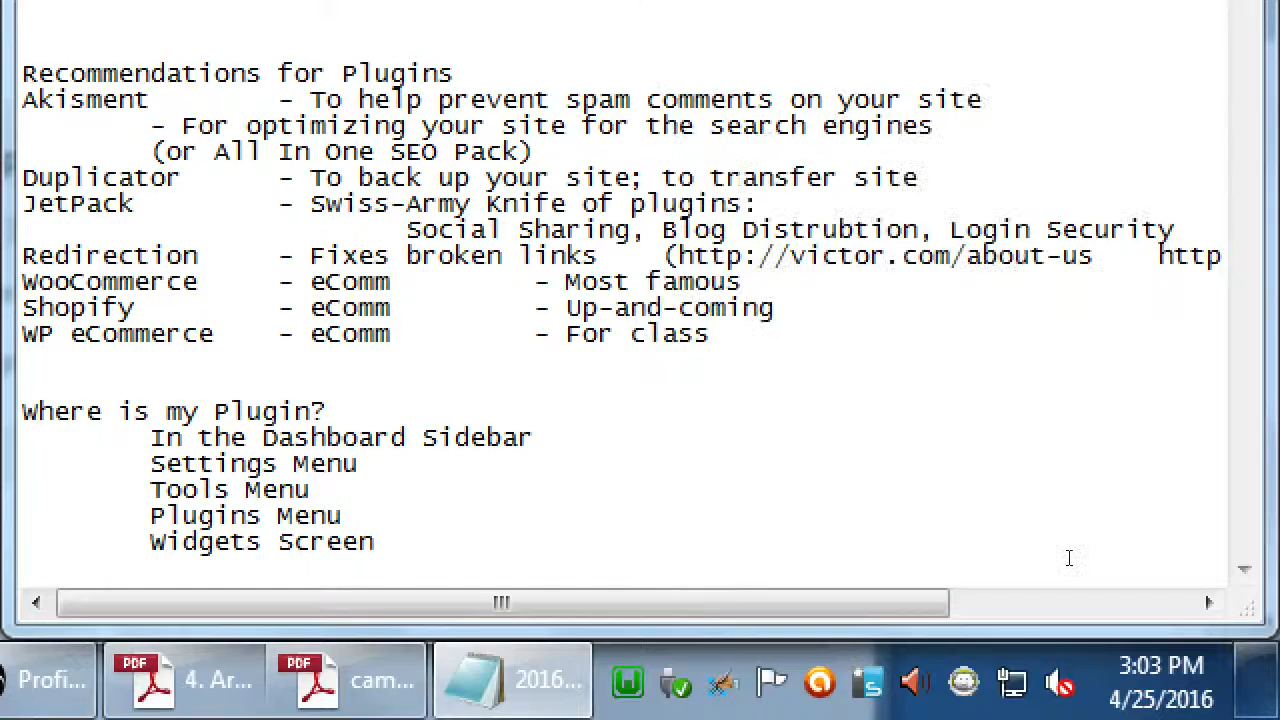 Recommendations for Plugins
Akisment - To help prevent spam comments on your site
- For optimizing your site for the search engines
(or All In One SEO Pack)
Duplicator - To back up your site; to transfer site
JetPack - Swiss-Army Knife of plugins:
Social Sharing, Blog Distrubtion, Login Security
Redirection - Fixes broken links (http://victor.com/about-us http
WooCommerce - eComm - Most famous
Shopify - eComm - Up-and-coming
WP eCommerce - eComm - For class
Where is my Plugin?
In the Dashboard Sidebar
Settings Menu
Tools Menu
Plugins Menu
Widgets Screen
Profi... PDF 4. Ar... PDF cam... 2016... 3:03 PM
4/25/2016